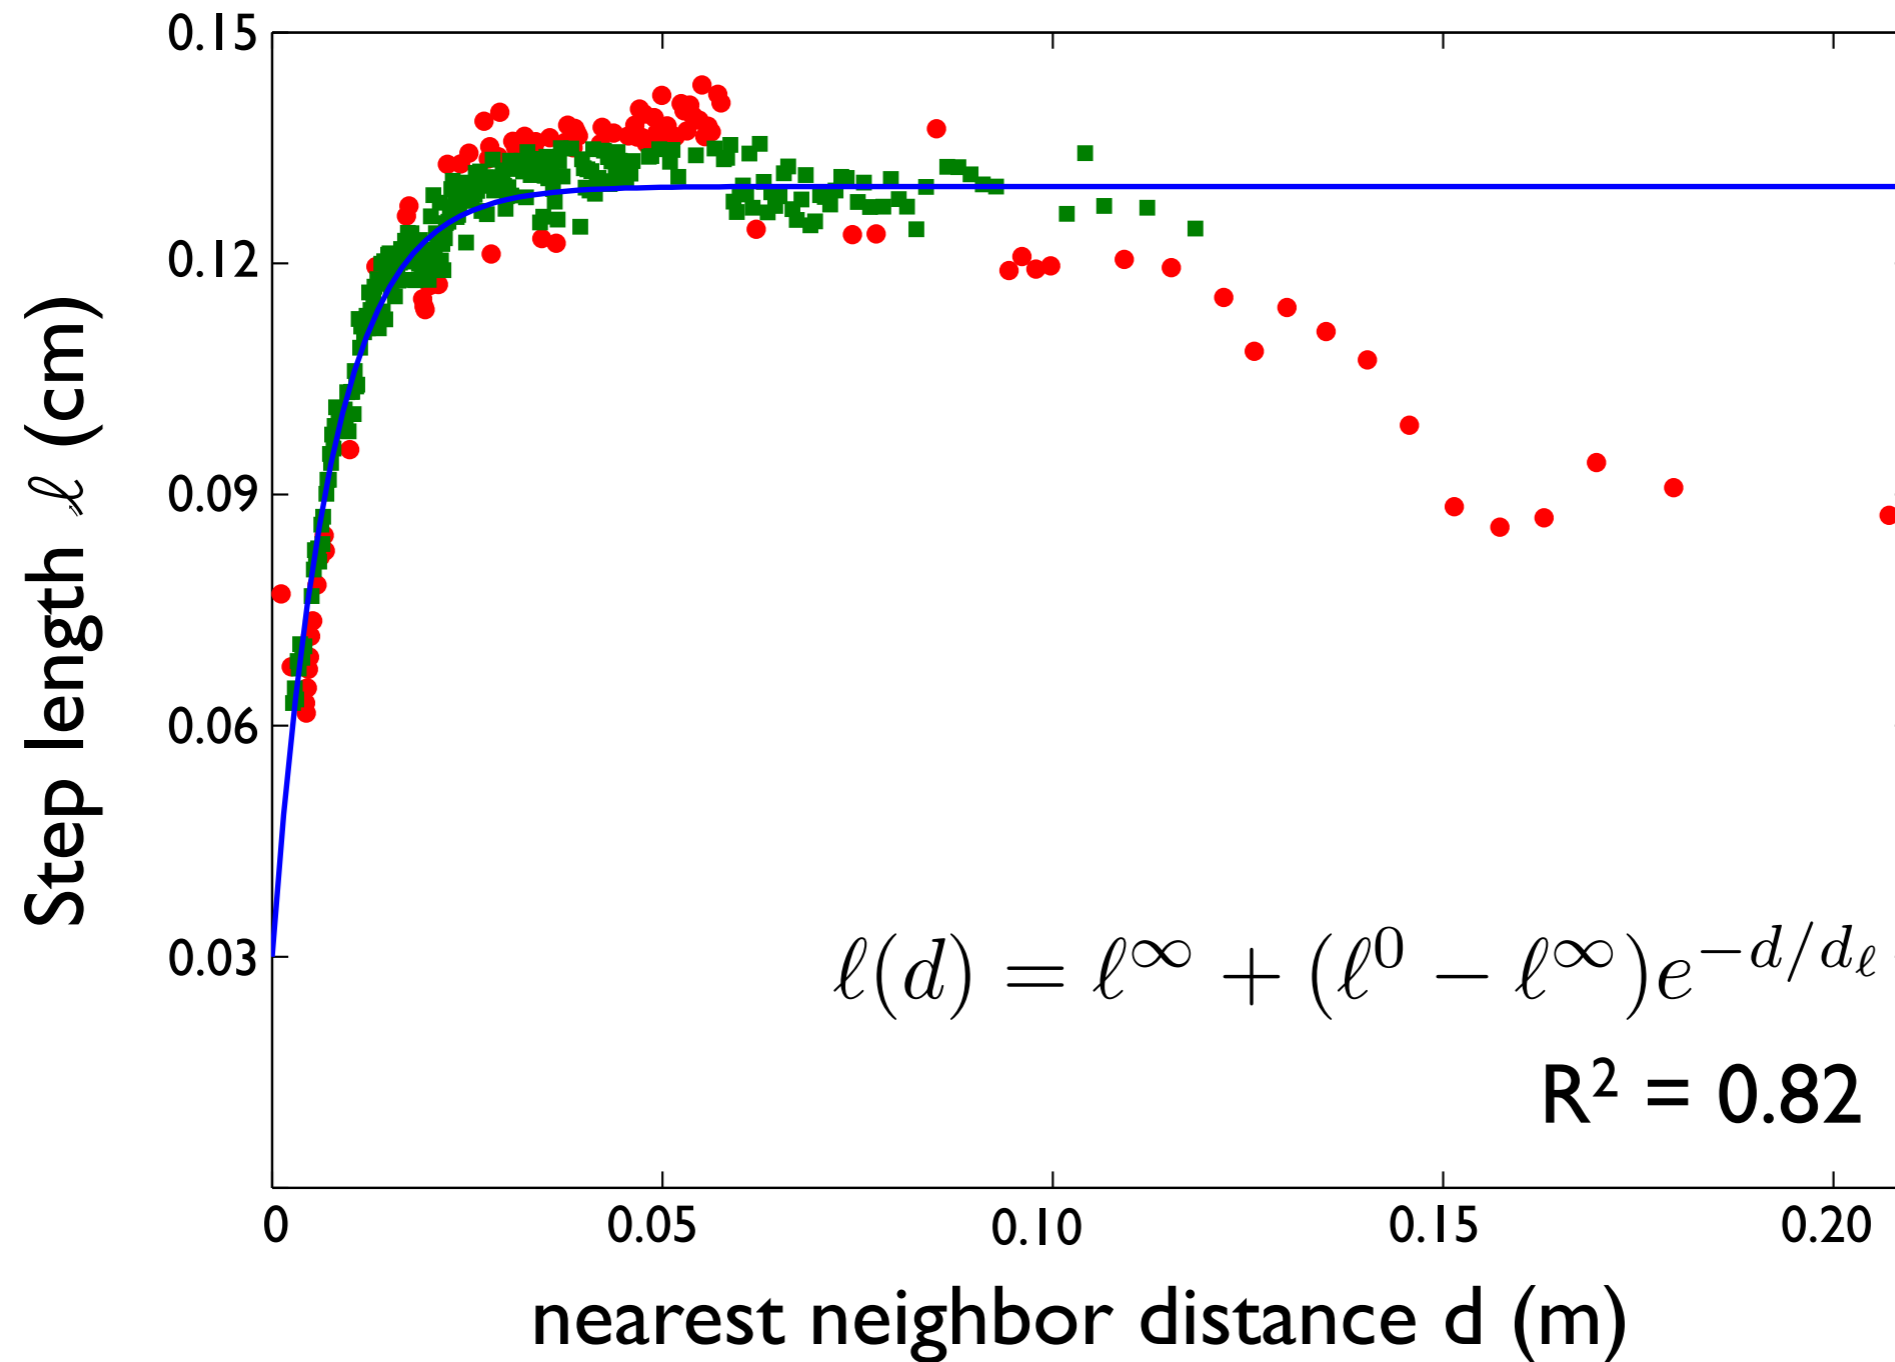 0.15
0.12
0.09
0.06
0.03
Step length ℓ (cm)
ℓ(d) = ℓ^∞ + (ℓ^0 − ℓ^∞)e^{−d/d_ℓ}
R² = 0.82
0 0.05 0.10 0.15 0.20
nearest neighbor distance d (m)